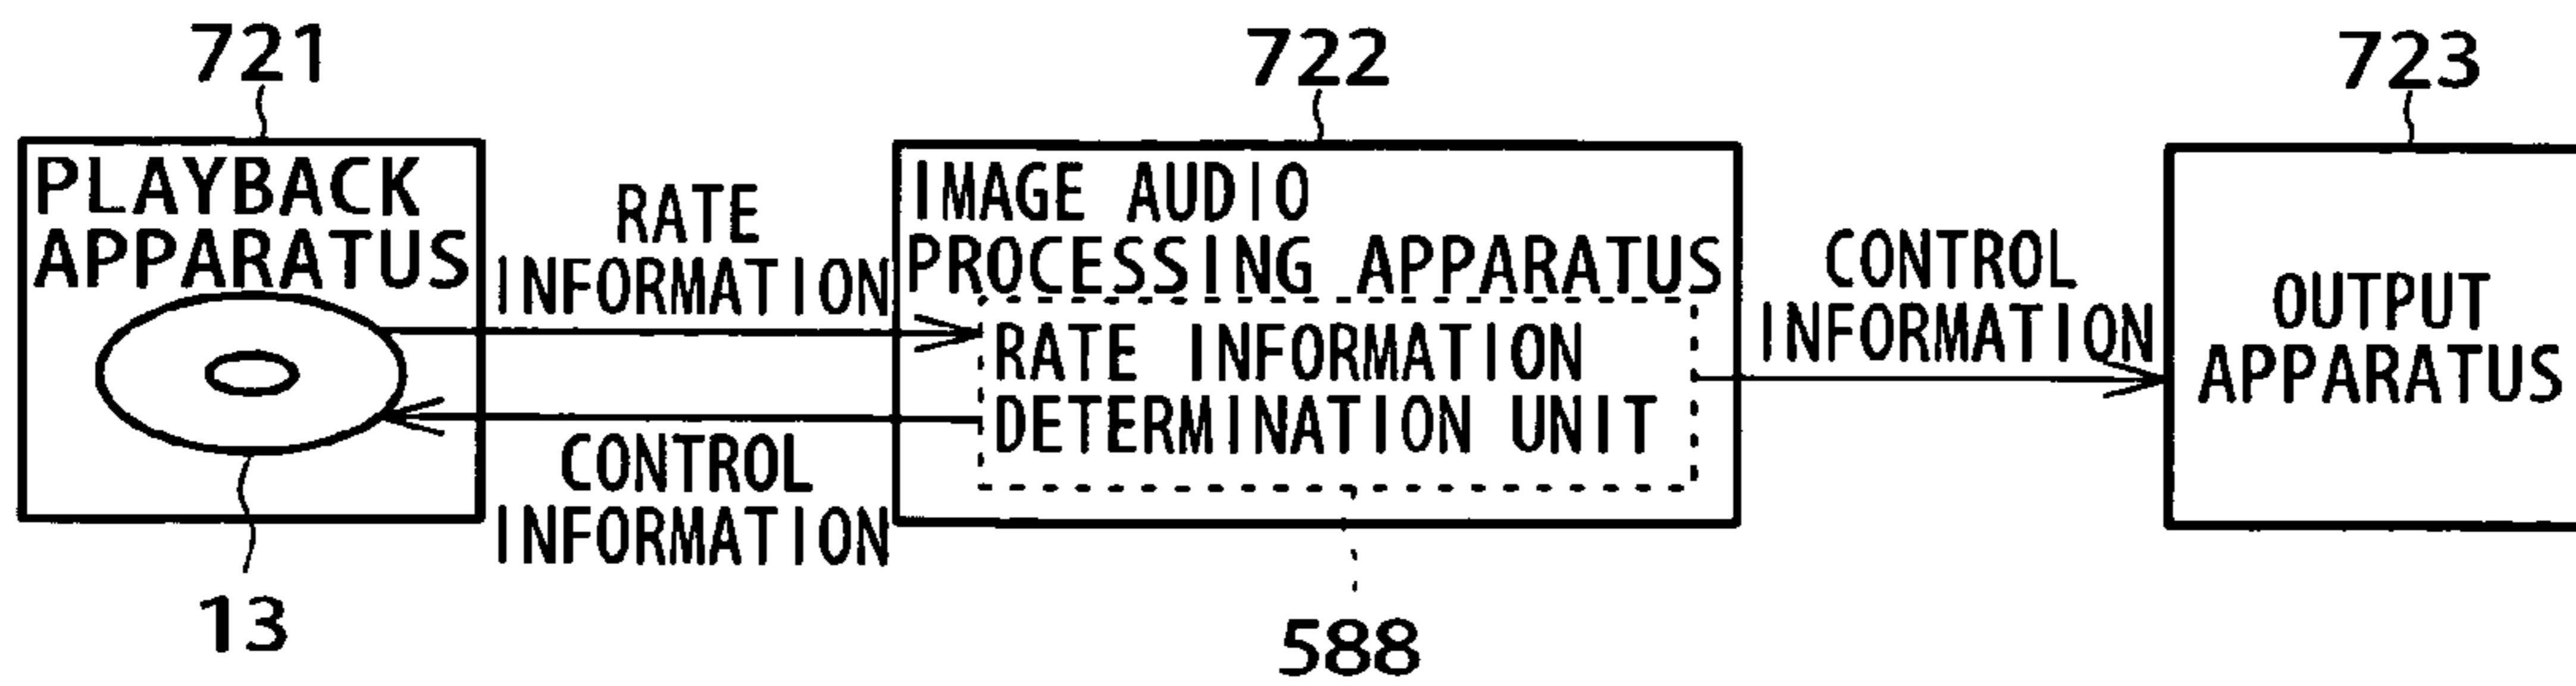 721
722
723
PLAYBACK
APPARATUS
RATE
INFORMATION
IMAGE AUDIO
PROCESSING APPARATUS
RATE INFORMATION
DETERMINATION UNIT
CONTROL
INFORMATION
CONTROL
INFORMATION
OUTPUT
APPARATUS
13
588